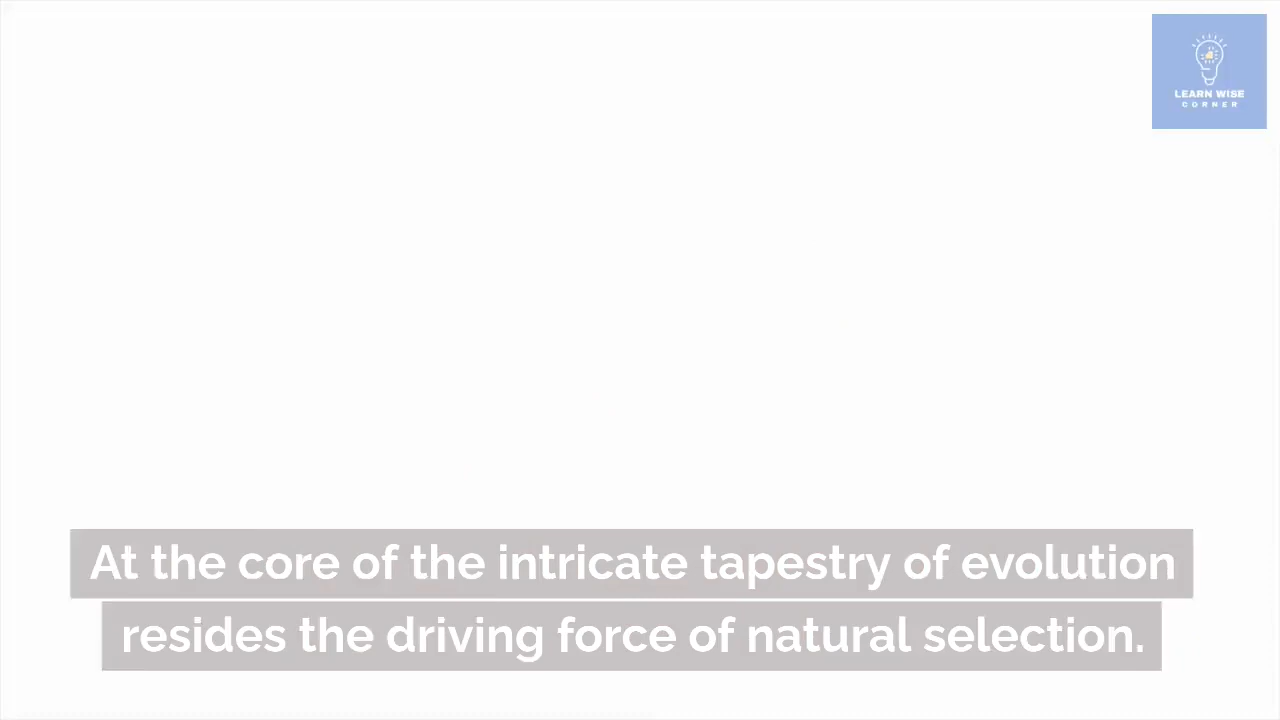 LEARN WISE
CORNER
At the core of the intricate tapestry of evolution
resides the driving force of natural selection.